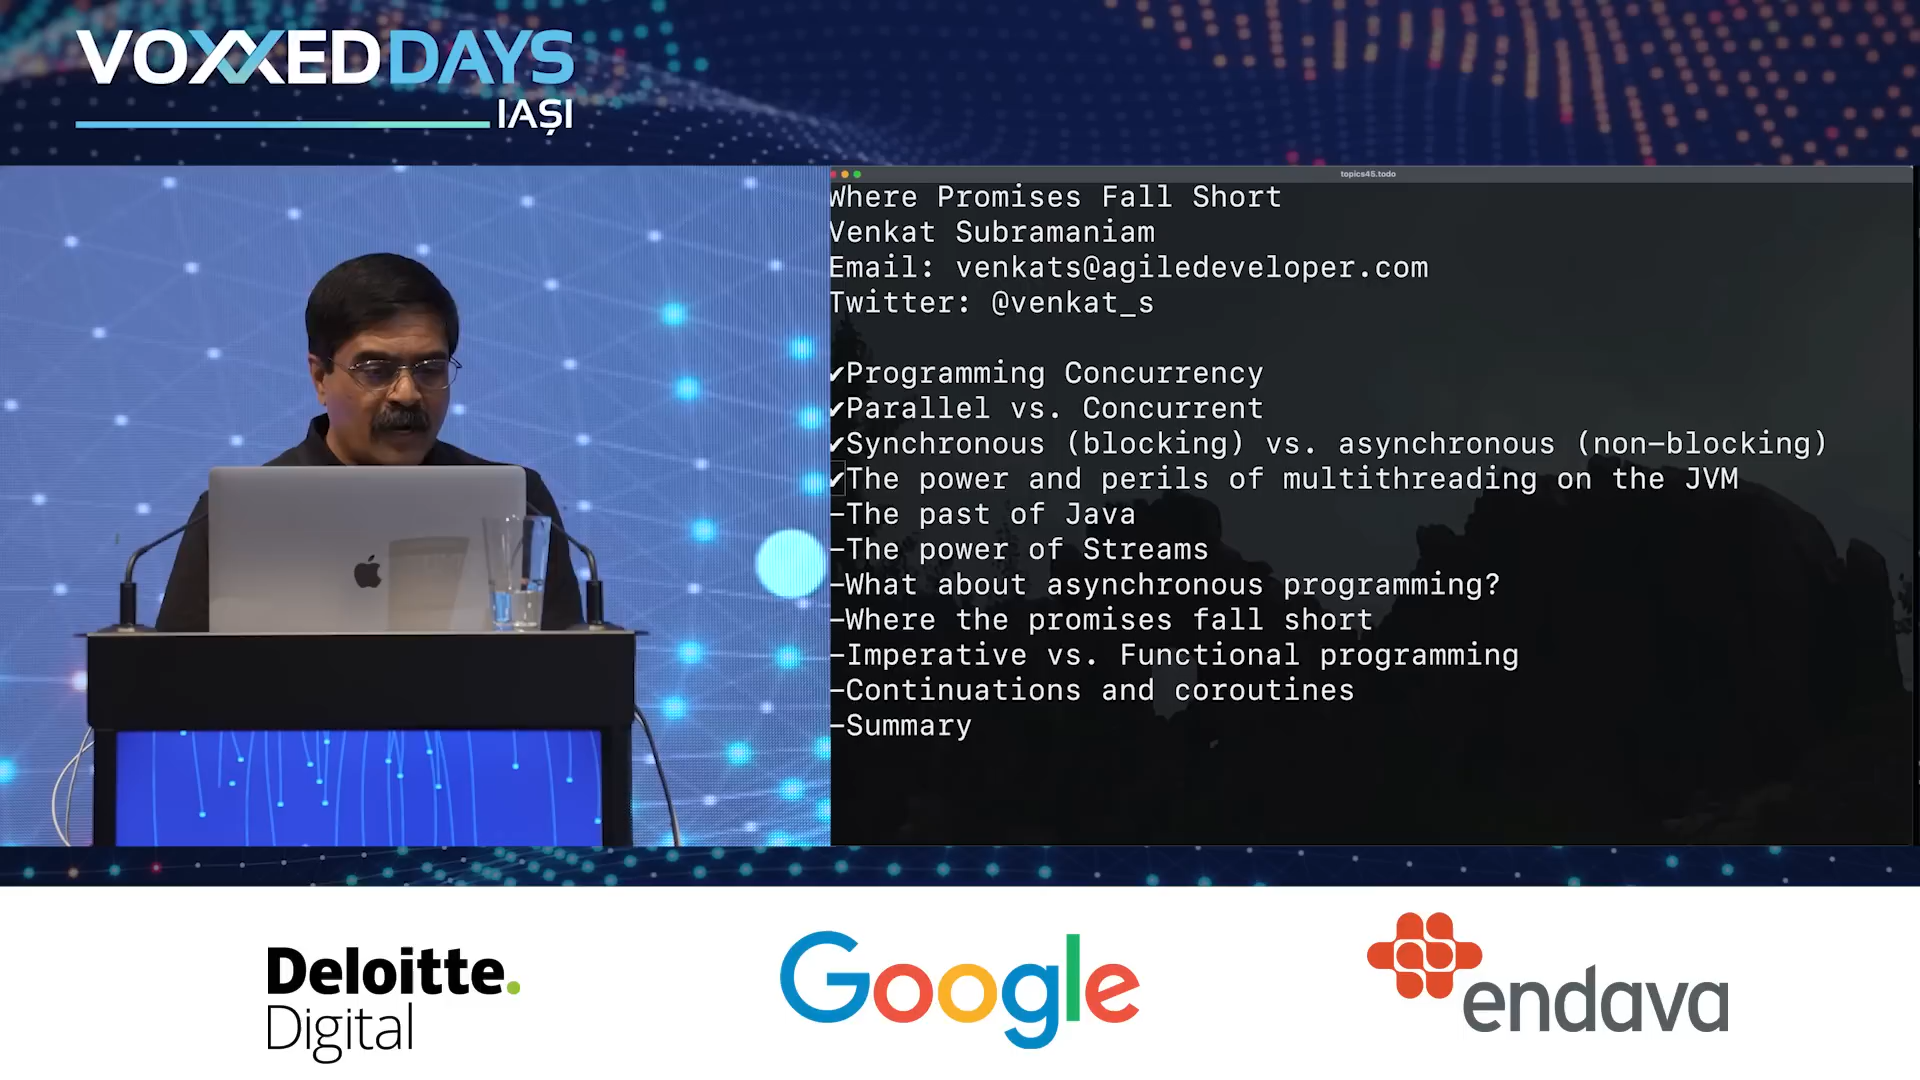 VOXXEDDAYS
IAȘI
topics45.todo
Where Promises Fall Short
Venkat Subramaniam
Email: venkats@agiledeveloper.com
Twitter: @venkat_s
✔Programming Concurrency
✔Parallel vs. Concurrent
✔Synchronous (blocking) vs. asynchronous (non-blocking)
✔The power and perils of multithreading on the JVM
-The past of Java
-The power of Streams
-What about asynchronous programming?
-Where the promises fall short
-Imperative vs. Functional programming
-Continuations and coroutines
-Summary
Deloitte.
Digital
Google
endava